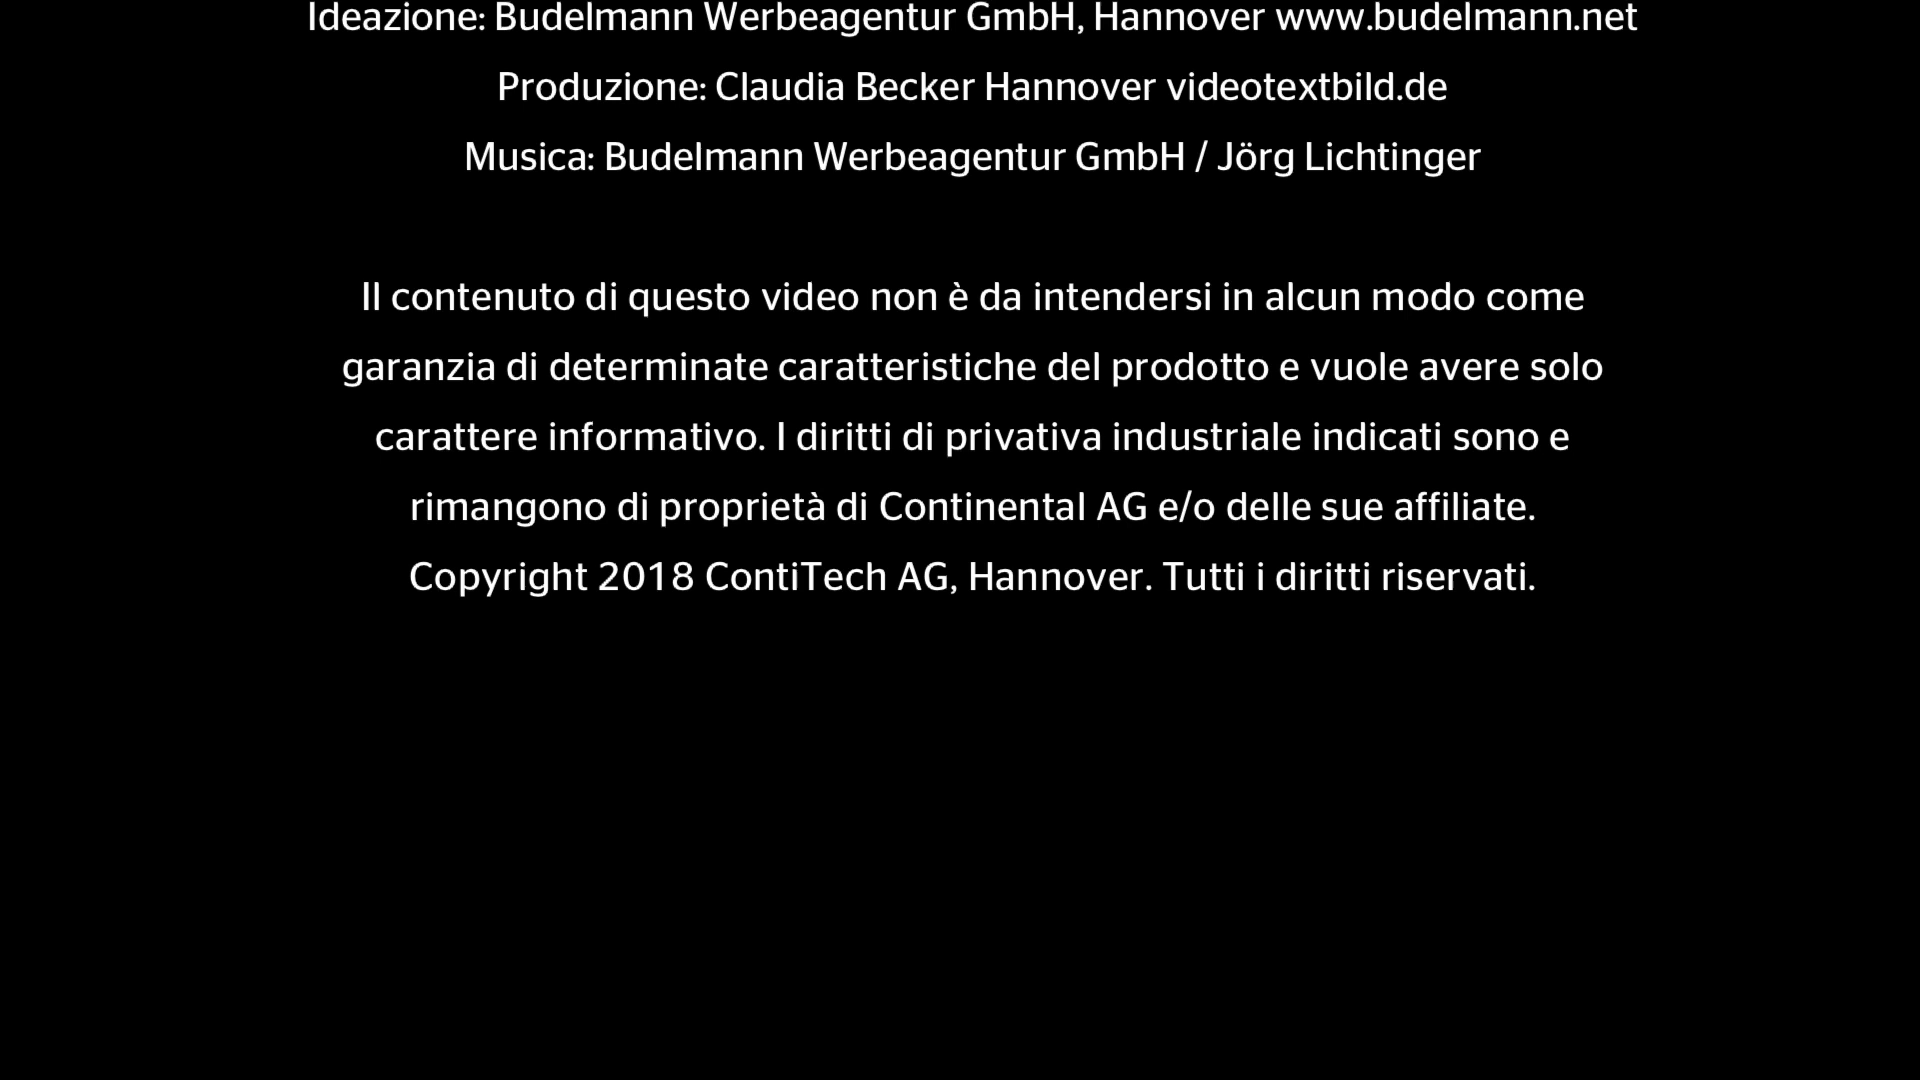 Ideazione: Budelmann Werbeagentur GmbH, Hannover www.budelmann.net
Produzione: Claudia Becker Hannover videotextbild.de
Musica: Budelmann Werbeagentur GmbH / Jörg Lichtinger
Il contenuto di questo video non è da intendersi in alcun modo come
garanzia di determinate caratteristiche del prodotto e vuole avere solo
carattere informativo. I diritti di privativa industriale indicati sono e
rimangono di proprietà di Continental AG e/o delle sue affiliate.
Copyright 2018 ContiTech AG, Hannover. Tutti i diritti riservati.